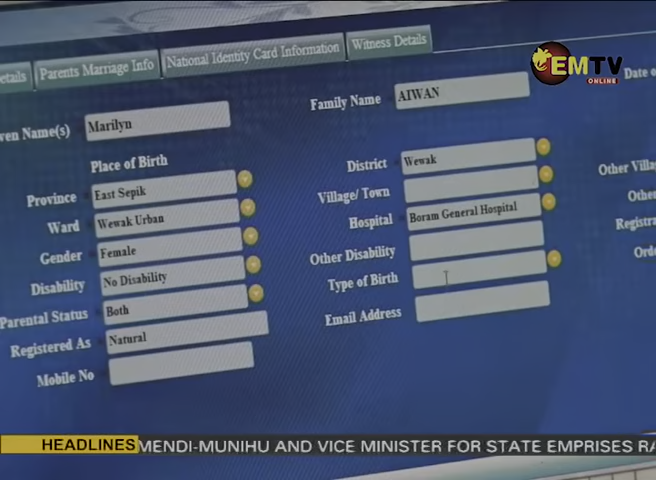 etails Parents Marriage Info National Identity Card Information Witness Details
EMTV
ONLINE
ven Name(s) Marilyn Family Name AIWAN Date o
Place of Birth
Province East Sepik District Wewak Other Villag
Ward Wewak Urban Village/ Town Othe
Gender Female Hospital Boram General Hospital Registra
Disability No Disability Other Disability Orde
Parental Status Both Type of Birth
Registered As Natural Email Address
Mobile No
HEADLINES MENDI-MUNIHU AND VICE MINISTER FOR STATE EMPRISES RA